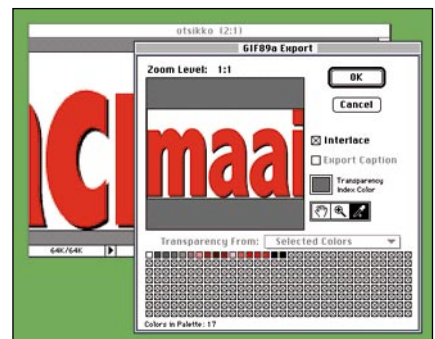 otsikko (2:1)
GIF89a Export
Zoom Level: 1:1
OK
Cancel
maai
Interlace
Export Caption
Transparency
Index Color
64K/64K
Transparency From: Selected Colors
Colors in Palette: 17